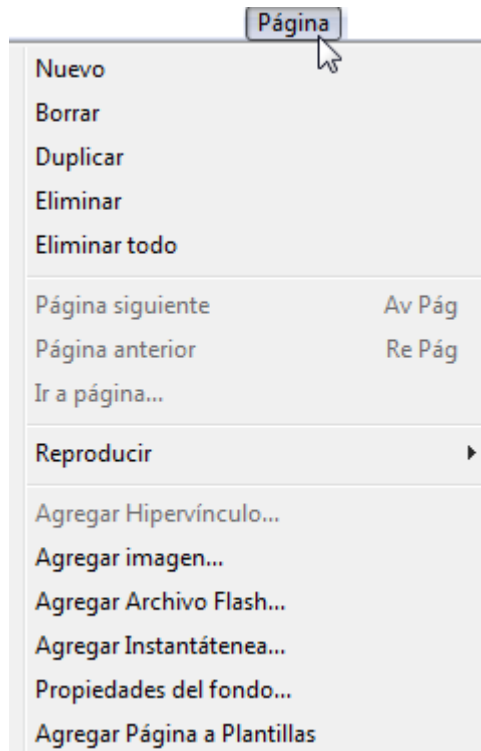 Página
Nuevo
Borrar
Duplicar
Eliminar
Eliminar todo
Página siguiente Av Pág
Página anterior Re Pág
Ir a página...
Reproducir
Agregar Hipervínculo...
Agregar imagen...
Agregar Archivo Flash...
Agregar Instantátenea...
Propiedades del fondo...
Agregar Página a Plantillas